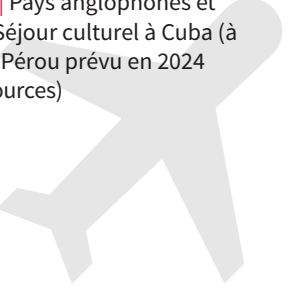 Pays anglophones et
Séjour culturel à Cuba (à
Pérou prévu en 2024
ources)